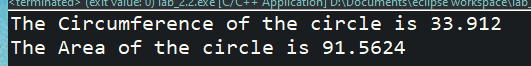 <terminated> (exit value: 0) lab_2.2.exe [C/C++ Application] D:\Documents\eclipse workspace\lab_
The Circumference of the circle is 33.912
The Area of the circle is 91.5624